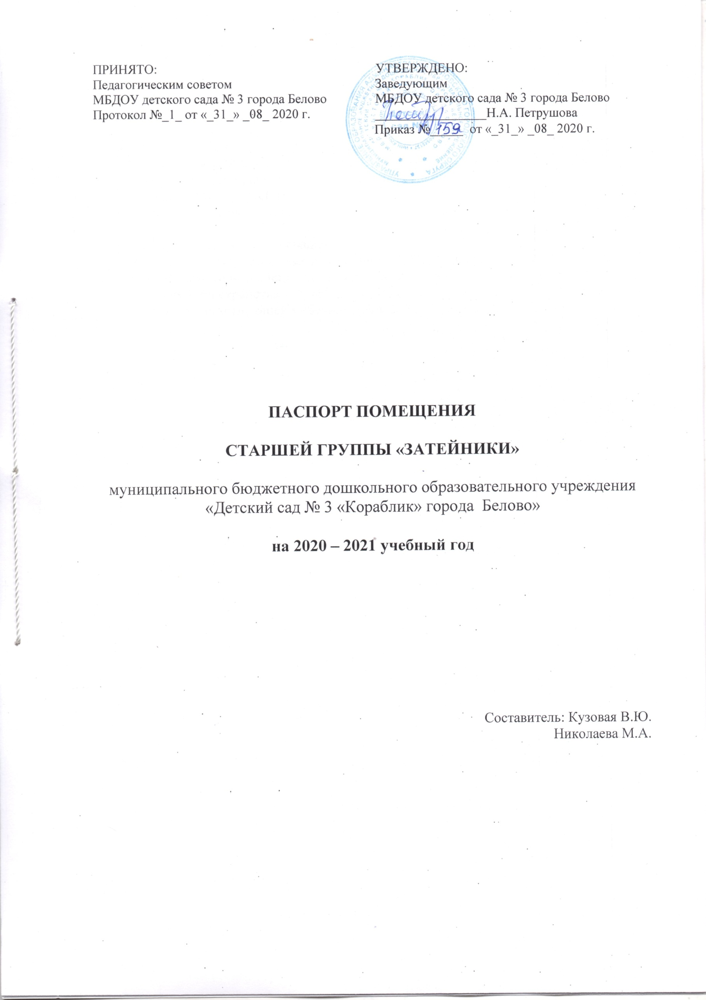 ПРИНЯТО:
Педагогическим советом
МБДОУ детского сада № 3 города Белово
Протокол №_1_ от «_31_» _08_ 2020 г.
УТВЕРЖДЕНО:
Заведующим
МБДОУ детского сада № 3 города Белово
_________________Н.А. Петрушова
Приказ № 159 от «_31_» _08_ 2020 г.
ПАСПОРТ ПОМЕЩЕНИЯ
СТАРШЕЙ ГРУППЫ «ЗАТЕЙНИКИ»
муниципального бюджетного дошкольного образовательного учреждения
«Детский сад № 3 «Кораблик» города Белово»
на 2020 – 2021 учебный год
Составитель: Кузовая В.Ю.
Николаева М.А.